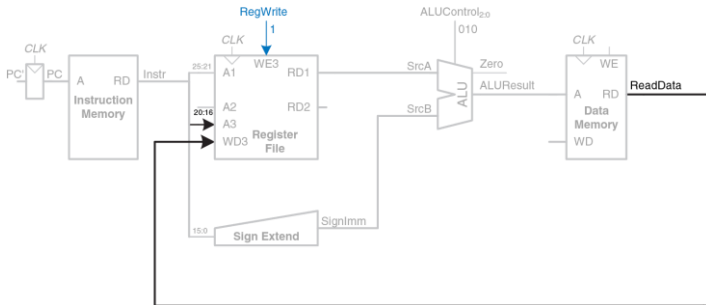 RegWrite
1
ALUControl2:0
010
CLK
PC'
PC
A
RD
Instr
Instruction
Memory
25:21
20:16
15:0
CLK
WE3
A1
RD1
A2
RD2
A3
WD3
Register
File
Sign Extend
SignImm
SrcA
SrcB
ALU
Zero
ALUResult
CLK
WE
A
RD
Data
Memory
WD
ReadData